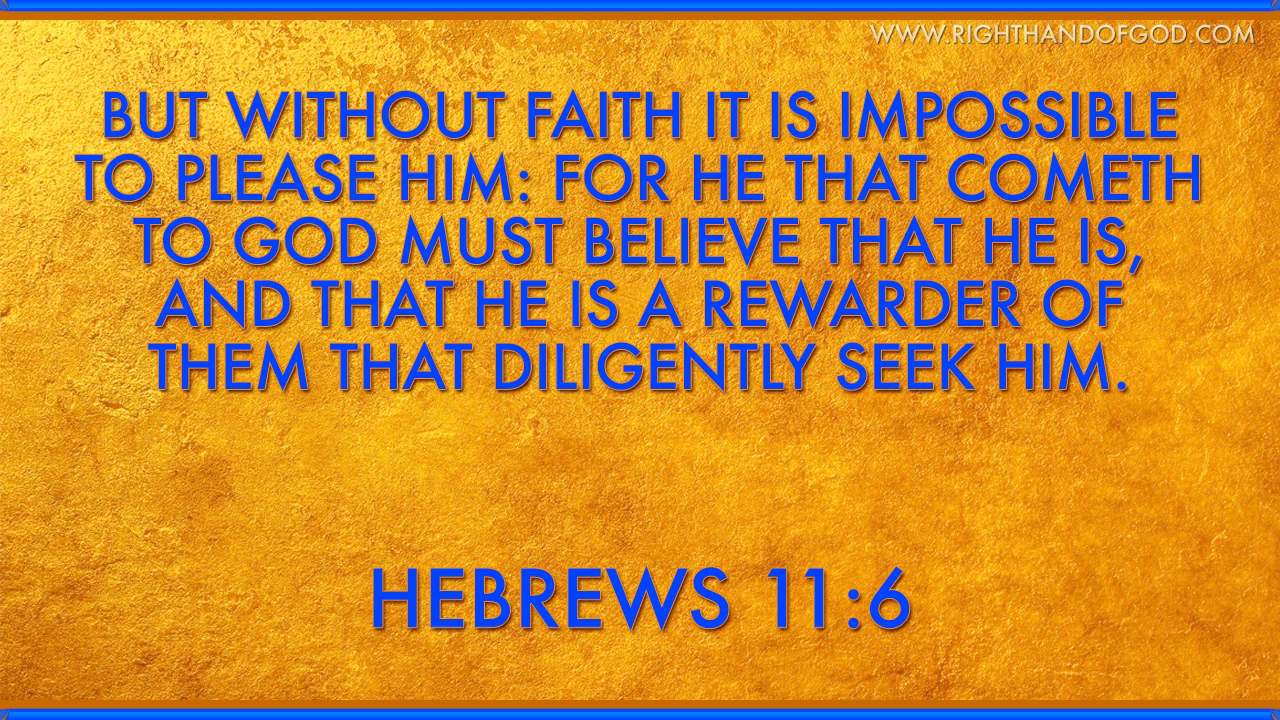 WWW.RIGHTHANDOFGOD.COM
BUT WITHOUT FAITH IT IS IMPOSSIBLE
TO PLEASE HIM: FOR HE THAT COMETH
TO GOD MUST BELIEVE THAT HE IS,
AND THAT HE IS A REWARDER OF
THEM THAT DILIGENTLY SEEK HIM.
HEBREWS 11:6